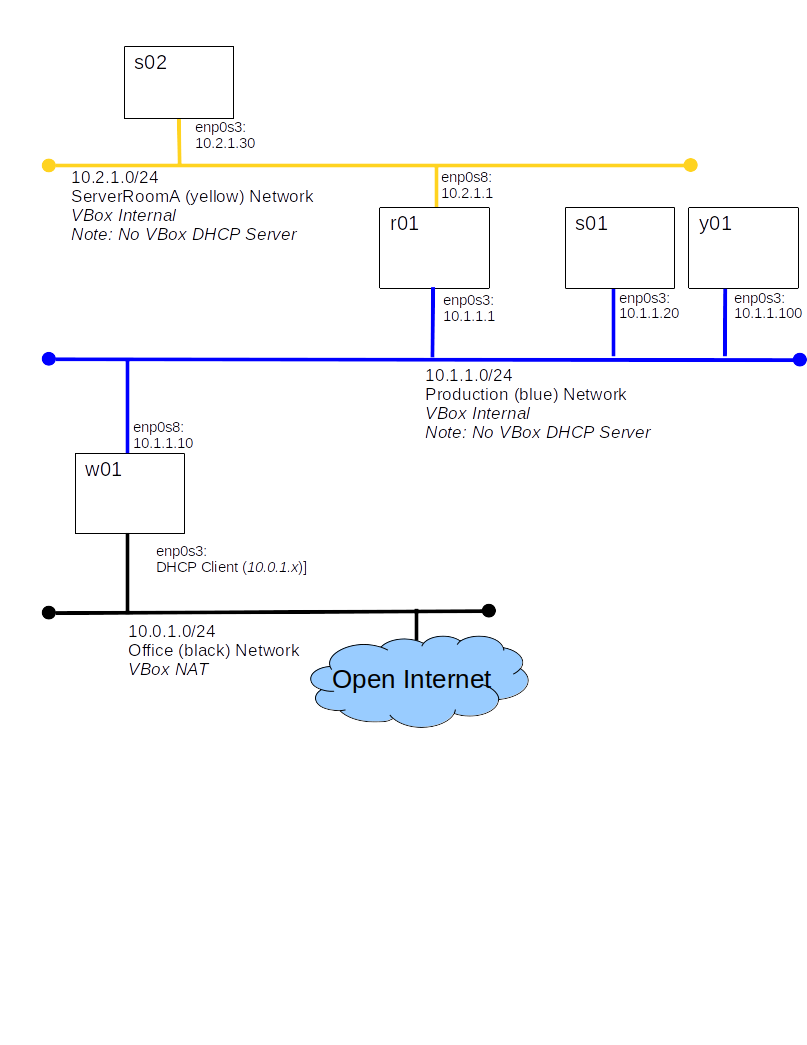 s02
enp0s3:
10.2.1.30
10.2.1.0/24
ServerRoomA (yellow) Network
VBox Internal
Note: No VBox DHCP Server
enp0s8:
10.2.1.1
r01
s01
y01
enp0s3:
10.1.1.1
enp0s3:
10.1.1.20
enp0s3:
10.1.1.100
10.1.1.0/24
Production (blue) Network
VBox Internal
Note: No VBox DHCP Server
enp0s8:
10.1.1.10
w01
enp0s3:
DHCP Client (10.0.1.x)]
10.0.1.0/24
Office (black) Network
VBox NAT
Open Internet